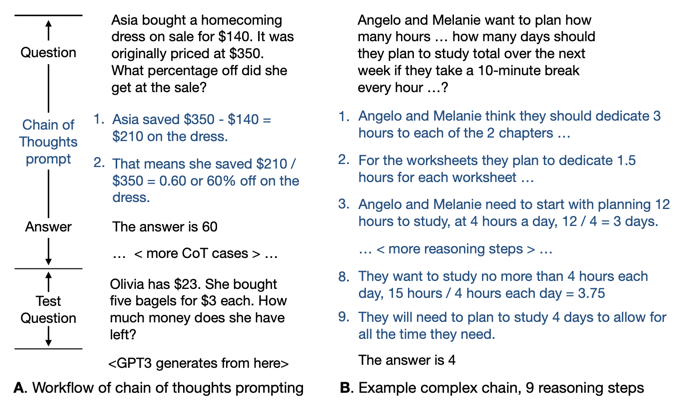 Question
Chain of
Thoughts
prompt
Answer
Test
Question
Asia bought a homecoming
dress on sale for $140. It was
originally priced at $350.
What percentage off did she
get at the sale?
1. Asia saved $350 - $140 =
$210 on the dress.
2. That means she saved $210 /
$350 = 0.60 or 60% off on the
dress.
The answer is 60
... < more CoT cases > ...
Olivia has $23. She bought
five bagels for $3 each. How
much money does she have
left?
<GPT3 generates from here>
A. Workflow of chain of thoughts prompting
Angelo and Melanie want to plan how
many hours ... how many days should
they plan to study total over the next
week if they take a 10-minute break
every hour ...?
1. Angelo and Melanie think they should dedicate 3
hours to each of the 2 chapters ...
2. For the worksheets they plan to dedicate 1.5
hours for each worksheet ...
3. Angelo and Melanie need to start with planning 12
hours to study, at 4 hours a day, 12 / 4 = 3 days.
... < more reasoning steps > ...
8. They want to study no more than 4 hours each
day, 15 hours / 4 hours each day = 3.75
9. They will need to plan to study 4 days to allow for
all the time they need.
The answer is 4
B. Example complex chain, 9 reasoning steps